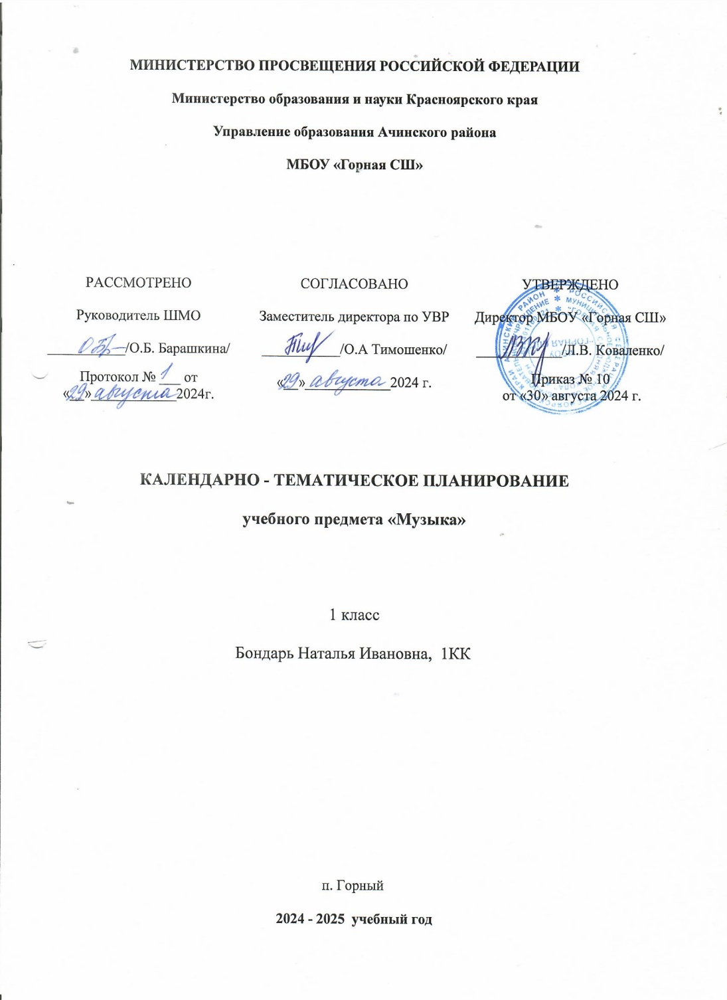 МИНИСТЕРСТВО ПРОСВЕЩЕНИЯ РОССИЙСКОЙ ФЕДЕРАЦИИ
Министерство образования и науки Красноярского края
Управление образования Ачинского района
МБОУ «Горная СШ»
РАССМОТРЕНО
Руководитель ШМО
___________/О.Б. Барашкина/
Протокол № 1 от
«29» августа 2024г.
СОГЛАСОВАНО
Заместитель директора по УВР
___________/О.А Тимошенко/
«29» августа 2024 г.
УТВЕРЖДЕНО
Директор МБОУ «Горная СШ»
____________/Л.В. Коваленко/
Приказ № 10
от «30» августа 2024 г.
КАЛЕНДАРНО - ТЕМАТИЧЕСКОЕ ПЛАНИРОВАНИЕ
учебного предмета «Музыка»
1 класс
Бондарь Наталья Ивановна,  1КК
п. Горный
2024 - 2025  учебный год